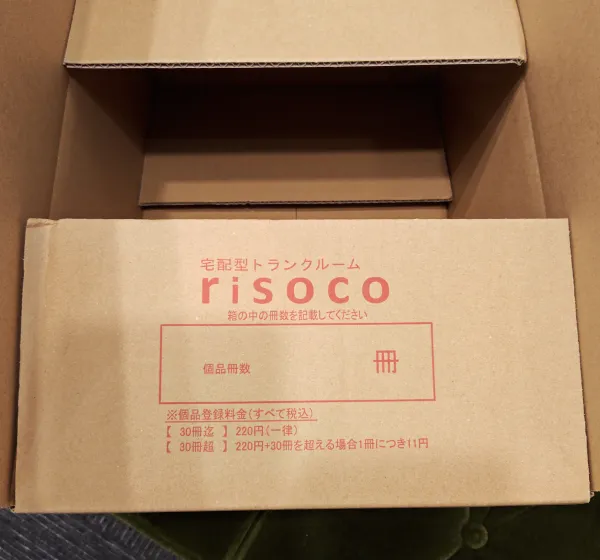 宅配型トランクルーム
risoco
箱の中の冊数を記載してください
個品冊数 冊
※個品登録料金(すべて税込)
【 30冊迄 】220円(一律)
【 30冊超 】220円+30冊を超える場合1冊につき11円